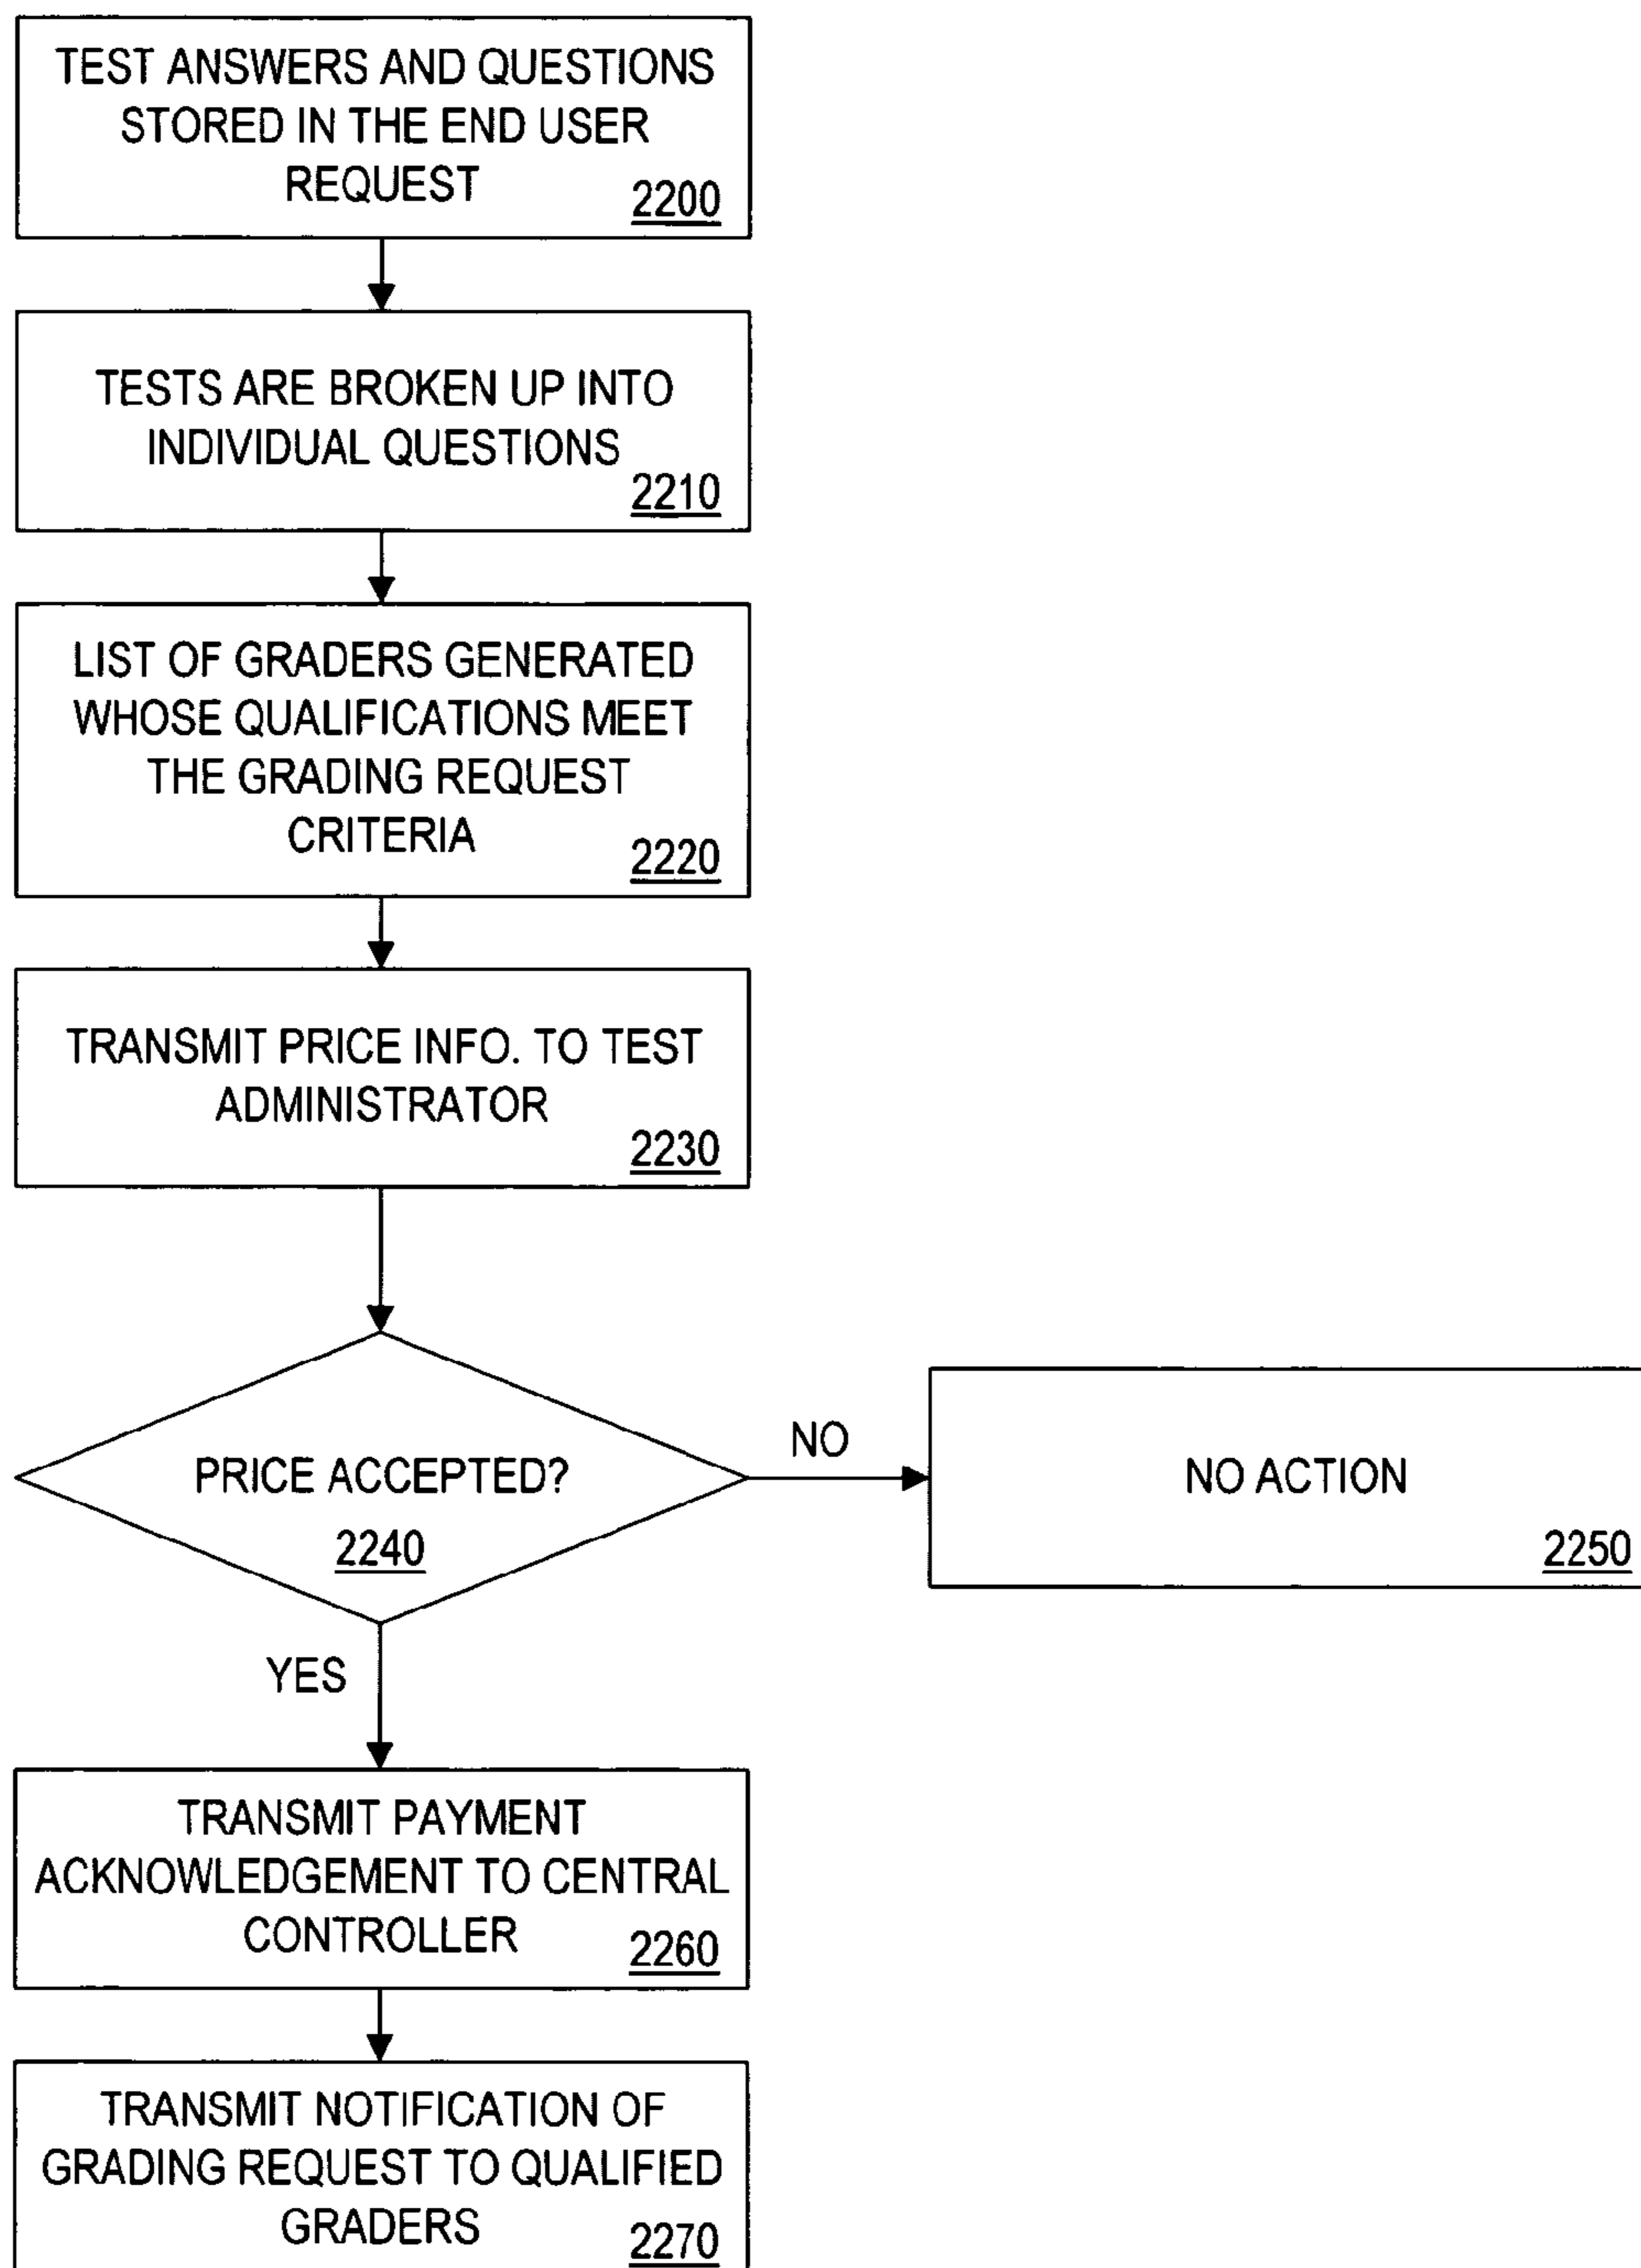 TEST ANSWERS AND QUESTIONS
STORED IN THE END USER
REQUEST
2200
TESTS ARE BROKEN UP INTO
INDIVIDUAL QUESTIONS
2210
LIST OF GRADERS GENERATED
WHOSE QUALIFICATIONS MEET
THE GRADING REQUEST
CRITERIA
2220
TRANSMIT PRICE INFO. TO TEST
ADMINISTRATOR
2230
PRICE ACCEPTED?
2240
NO
NO ACTION
2250
YES
TRANSMIT PAYMENT
ACKNOWLEDGEMENT TO CENTRAL
CONTROLLER
2260
TRANSMIT NOTIFICATION OF
GRADING REQUEST TO QUALIFIED
GRADERS
2270